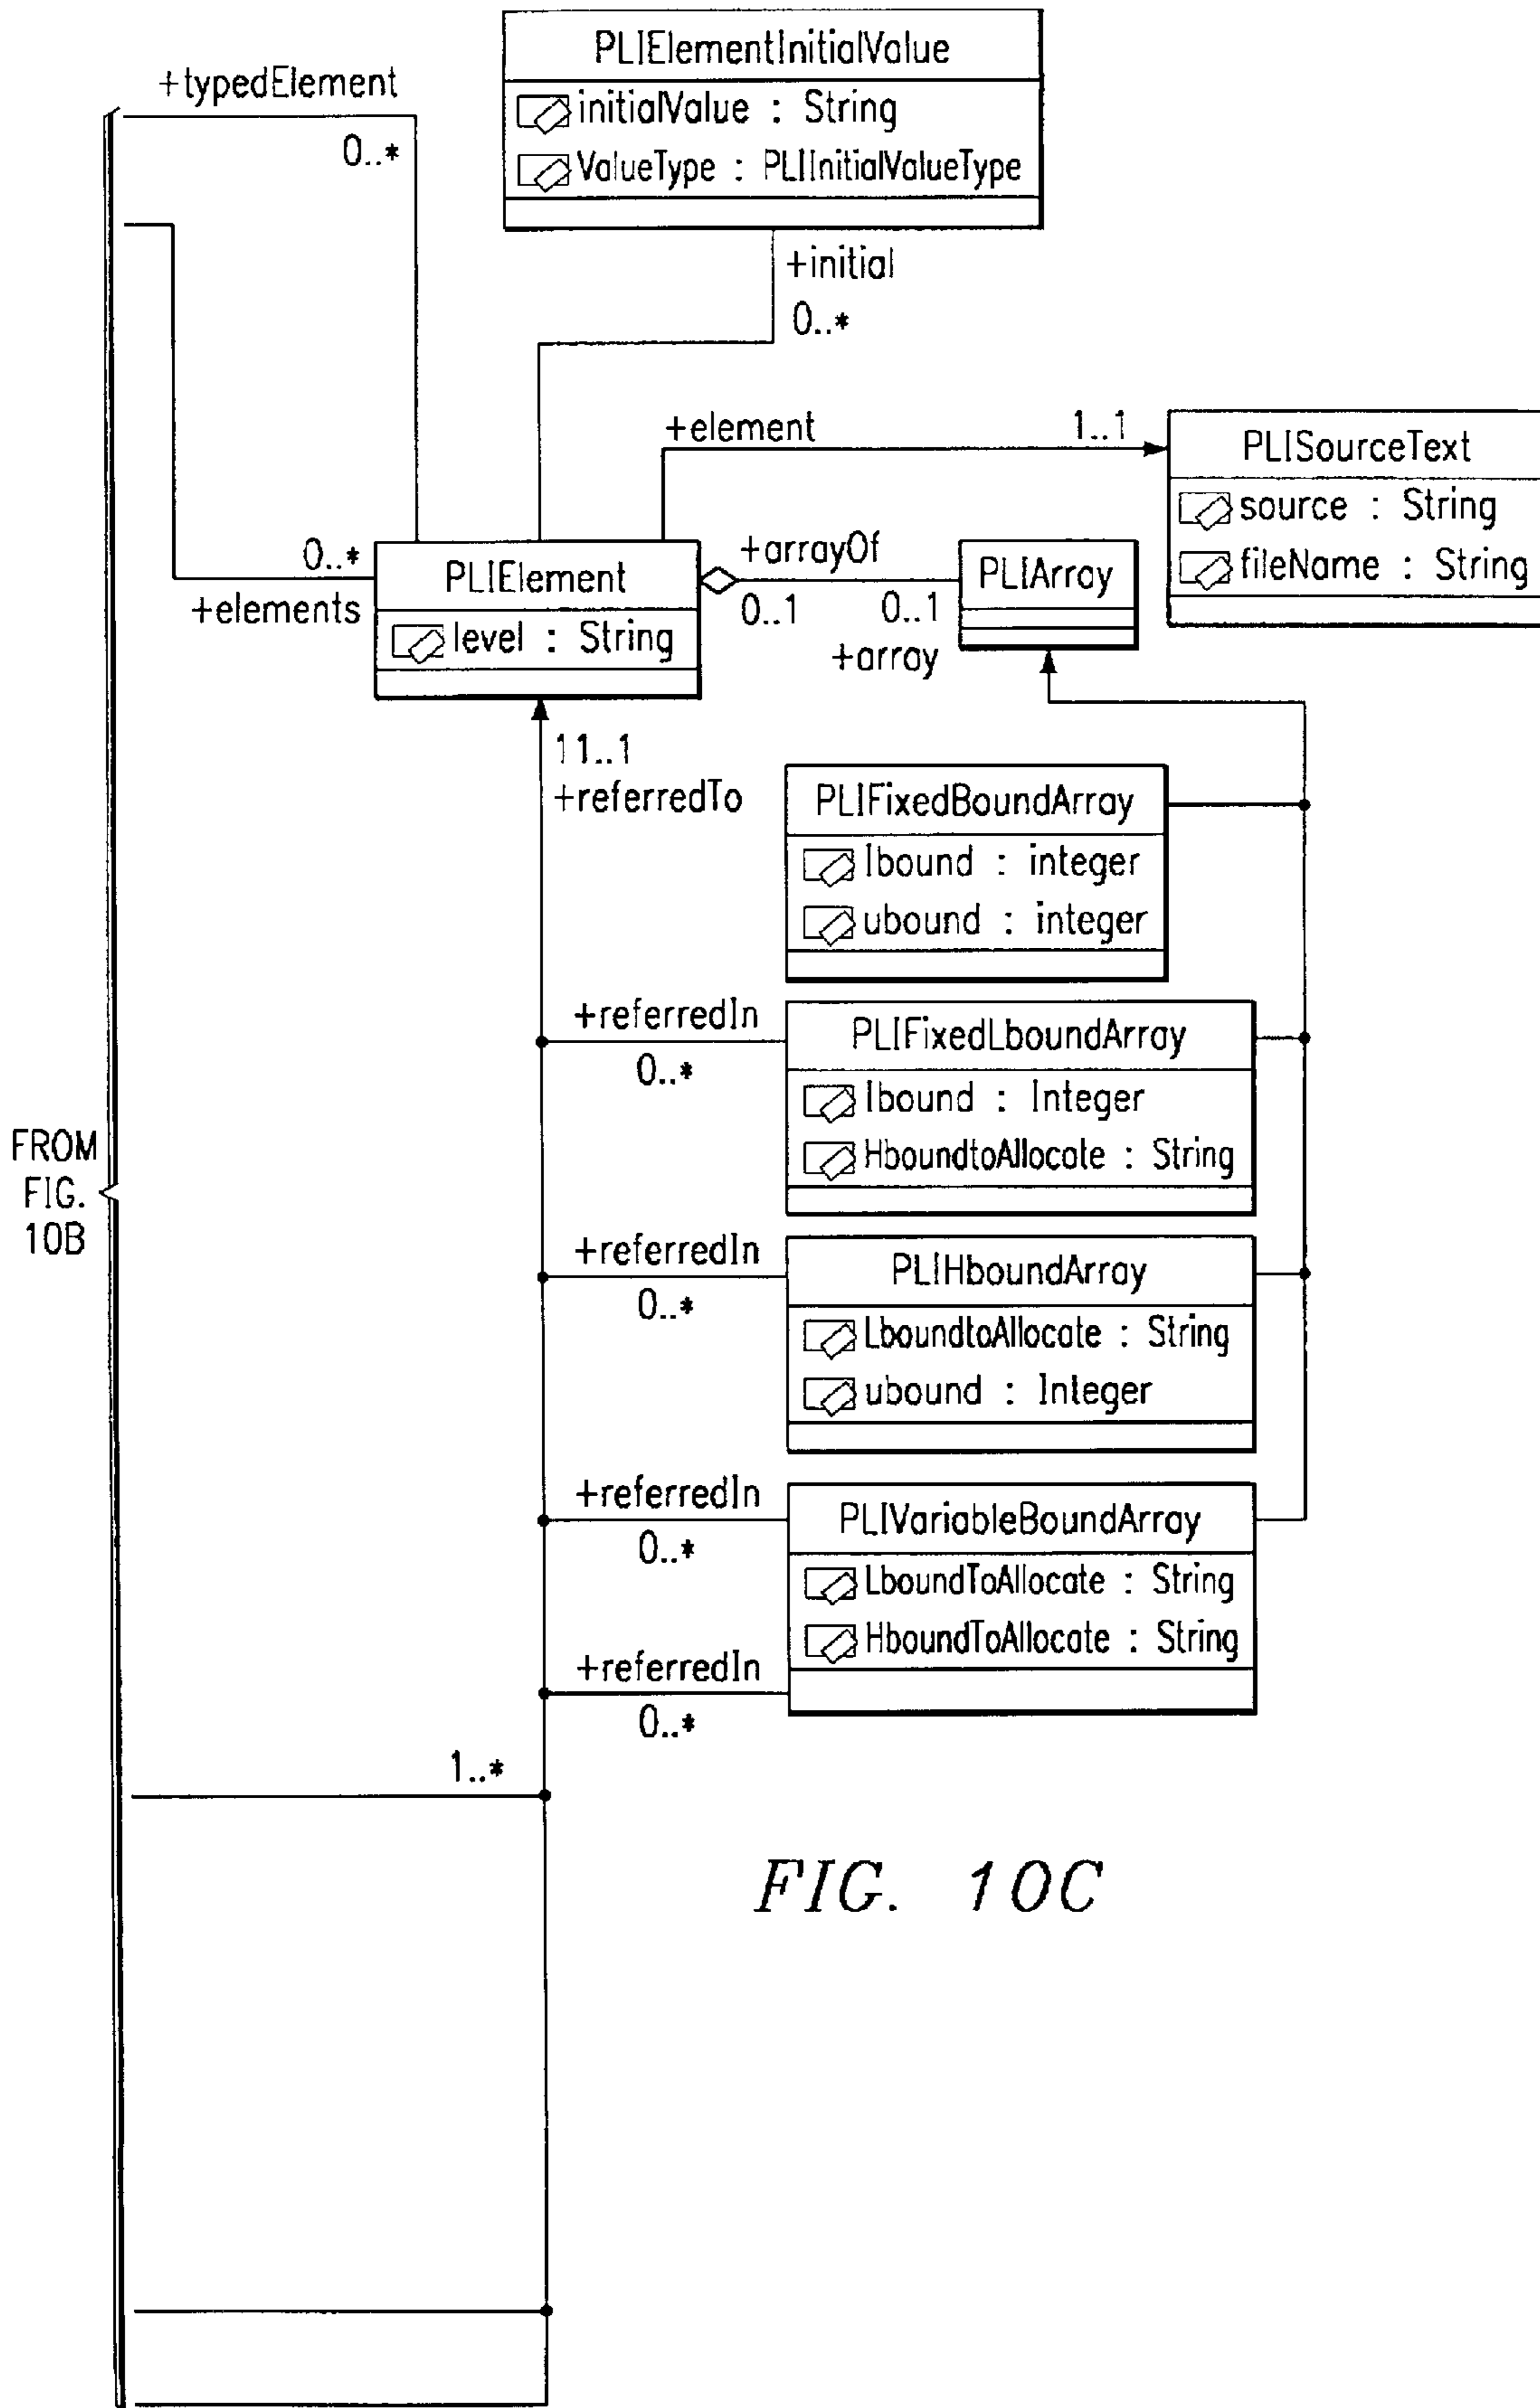 PLIElementInitialValue
initialValue : String
ValueType : PLIInitialValueType
+typedElement
0..*
+initial
0..*
+element
1..1
PLISourceText
source : String
fileName : String
0..*
+elements
PLIElement
level : String
+arrayOf
0..1
0..1
+array
PLIArray
11..1
+referredTo
PLIFixedBoundArray
lbound : integer
ubound : integer
+referredIn
0..*
PLIFixedLboundArray
lbound : Integer
HboundtoAllocate : String
FROM
FIG.
10B
+referredIn
0..*
PLIHboundArray
LboundtoAllocate : String
ubound : Integer
+referredIn
0..*
PLIVariableBoundArray
LboundToAllocate : String
HboundToAllocate : String
+referredIn
0..*
1..*
FIG. 10C